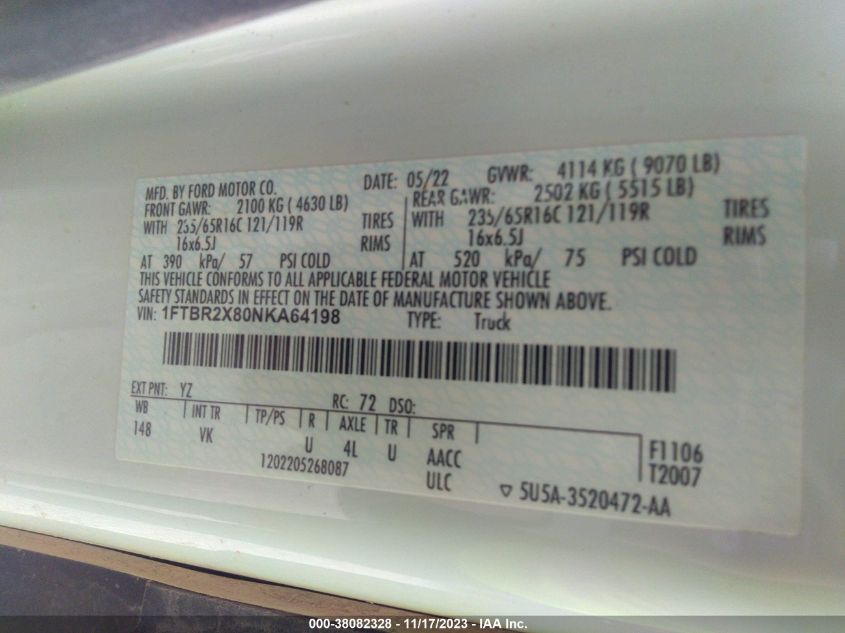 MFD. BY FORD MOTOR CO. DATE: 05/22 GVWR: 4114 KG ( 9070 LB)
FRONT GAWR: 2100 KG ( 4630 LB) REAR GAWR: 2502 KG ( 5515 LB)
WITH 235/65R16C 121/119R TIRES WITH 235/65R16C 121/119R TIRES
16x6.5J RIMS 16x6.5J RIMS
AT 390 kPa/ 57 PSI COLD AT 520 kPa/ 75 PSI COLD
THIS VEHICLE CONFORMS TO ALL APPLICABLE FEDERAL MOTOR VEHICLE
SAFETY STANDARDS IN EFFECT ON THE DATE OF MANUFACTURE SHOWN ABOVE.
VIN: 1FTBR2X80NKA64198 TYPE: Truck
EXT PNT: YZ RC: 72 DSO:
WB INT TR TP/PS R AXLE TR SPR
148 VK U 4L U AACC
F1106
1202205268087 ULC T2007
▽ 5U5A-3520472-AA
000-38082328 - 11/17/2023 - IAA Inc.